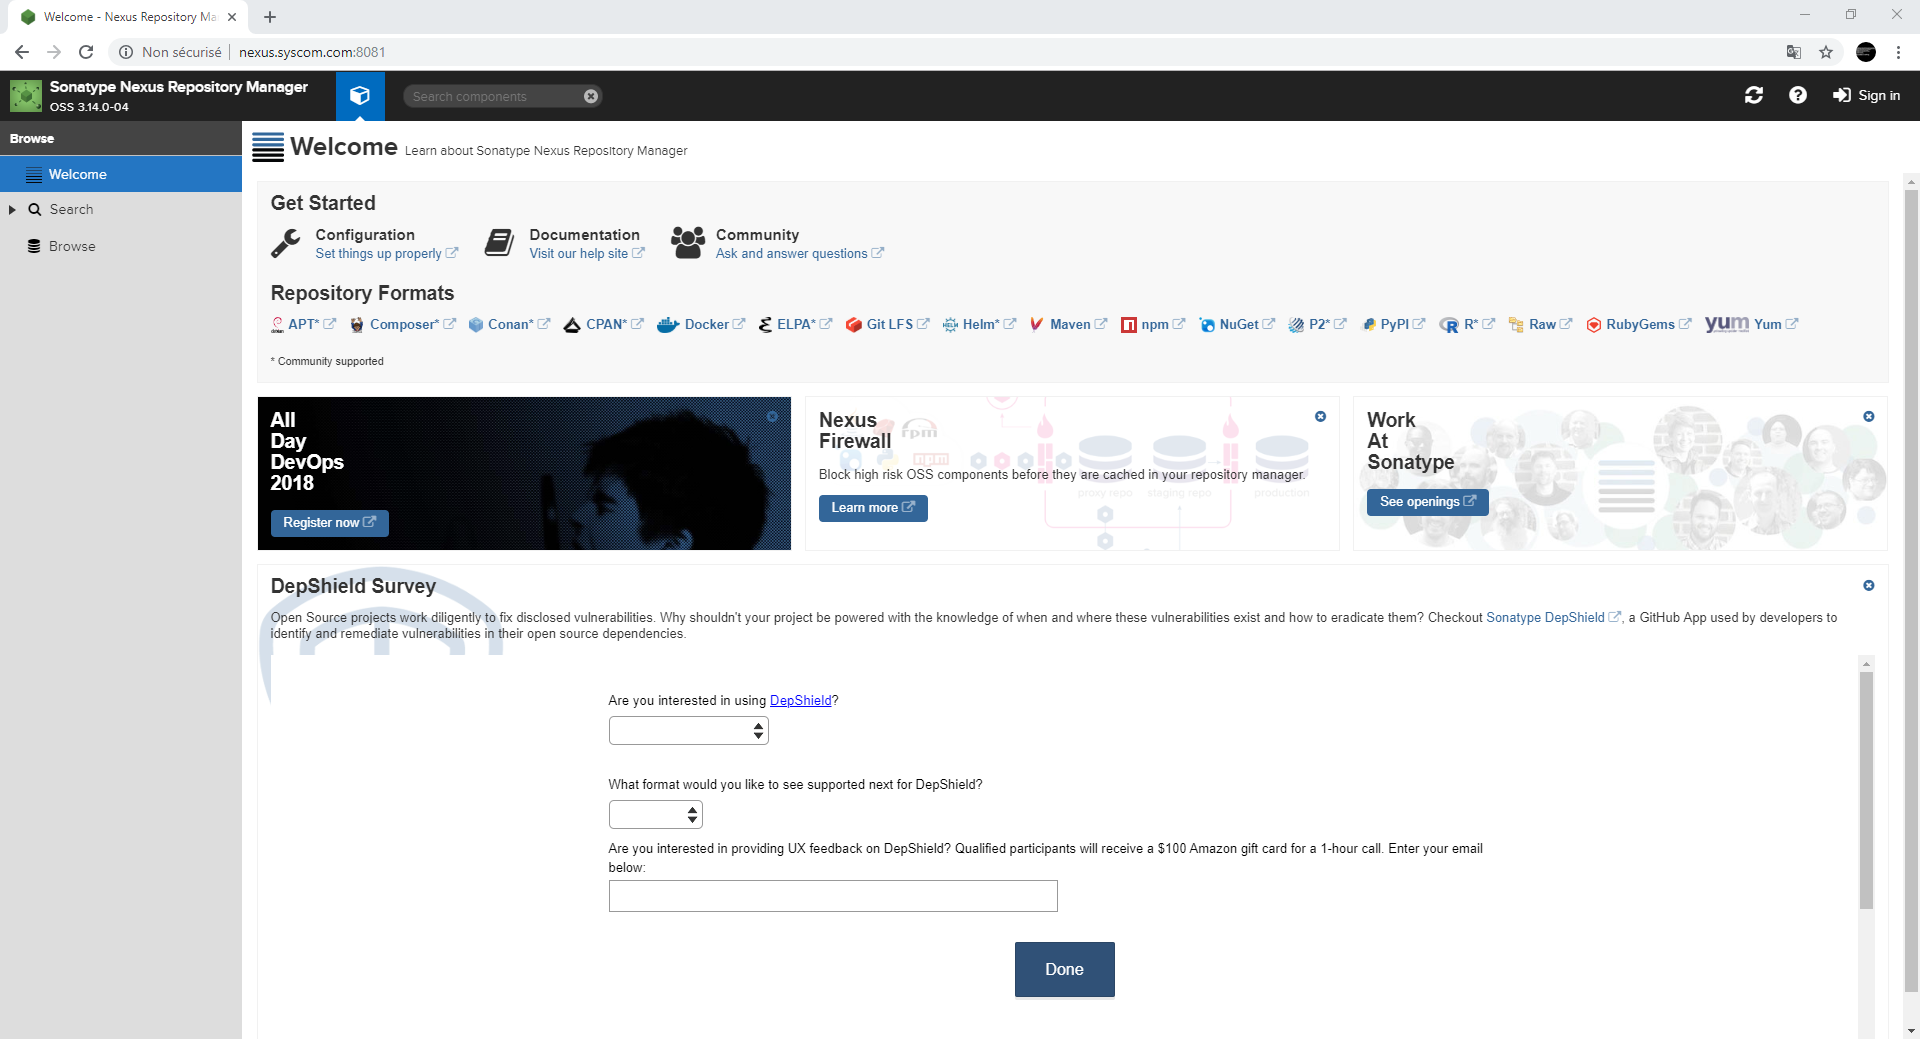 Welcome - Nexus Repository Ma
Non sécurisé | nexus.syscom.com:8081
Sonatype Nexus Repository Manager
OSS 3.14.0-04
Search components
Sign in
Browse
Welcome
Search
Browse
Welcome Learn about Sonatype Nexus Repository Manager
Get Started
Configuration
Set things up properly
Documentation
Visit our help site
Community
Ask and answer questions
Repository Formats
APT* Composer* Conan* CPAN* Docker ELPA* Git LFS Helm* Maven npm NuGet P2* PyPI R* Raw RubyGems yum Yum
* Community supported
All
Day
DevOps
2018
Register now
Nexus
Firewall
rpm
npm
Block high risk OSS components before they are cached in your repository manager.
proxy repo staging repo production
Learn more
Work
At
Sonatype
See openings
DepShield Survey
Open Source projects work diligently to fix disclosed vulnerabilities. Why shouldn't your project be powered with the knowledge of when and where these vulnerabilities exist and how to eradicate them? Checkout Sonatype DepShield , a GitHub App used by developers to
identify and remediate vulnerabilities in their open source dependencies.
Are you interested in using DepShield?
What format would you like to see supported next for DepShield?
Are you interested in providing UX feedback on DepShield? Qualified participants will receive a $100 Amazon gift card for a 1-hour call. Enter your email
below:
Done